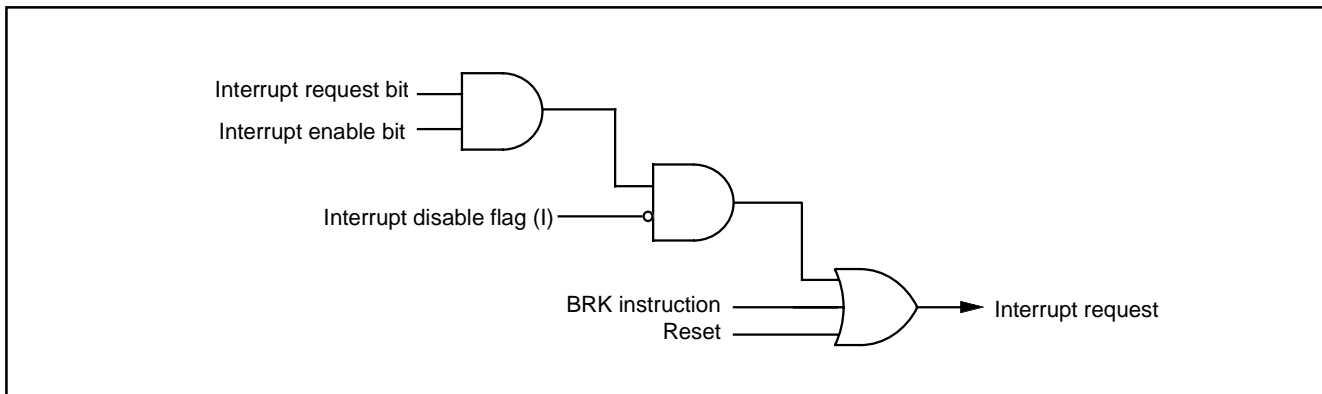 Interrupt request bit
Interrupt enable bit
Interrupt disable flag (I)
BRK instruction
Reset
Interrupt request